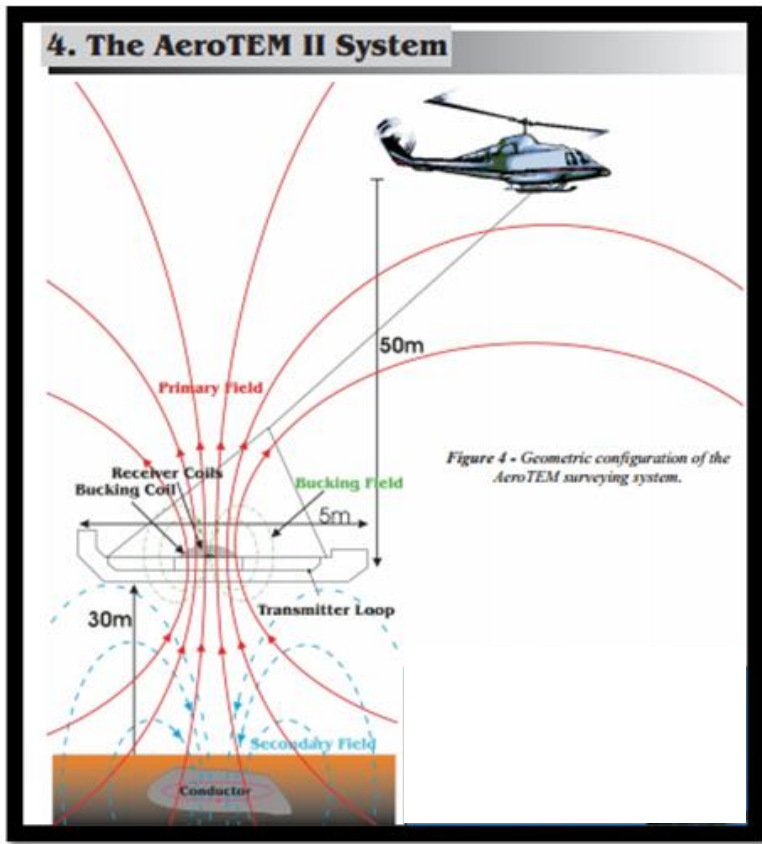 4. The AeroTEM II System
50m
Primary Field
Figure 4 - Geometric configuration of the
AeroTEM surveying system.
Receiver Coils
Bucking Coil
Bucking Field
5m
Transmitter Loop
30m
Secondary Field
Conductor